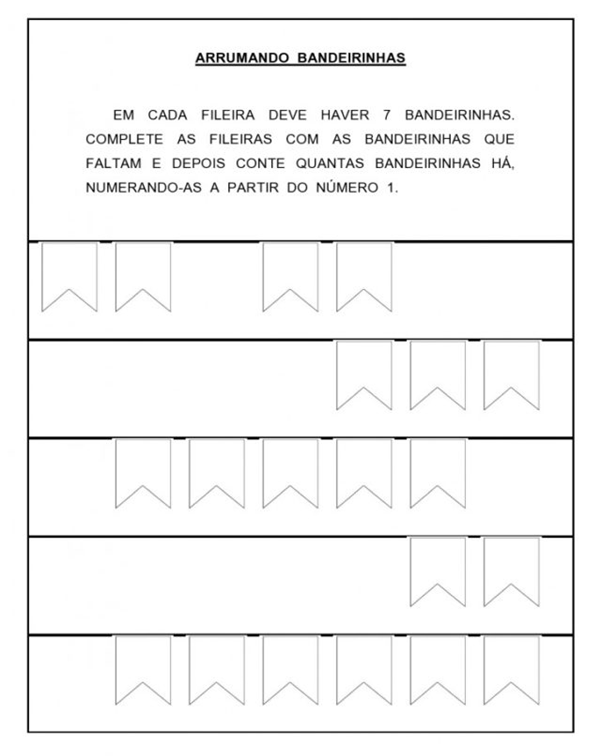 ARRUMANDO BANDEIRINHAS
EM CADA FILEIRA DEVE HAVER 7 BANDEIRINHAS.
COMPLETE AS FILEIRAS COM AS BANDEIRINHAS QUE
FALTAM E DEPOIS CONTE QUANTAS BANDEIRINHAS HÁ,
NUMERANDO-AS A PARTIR DO NÚMERO 1.